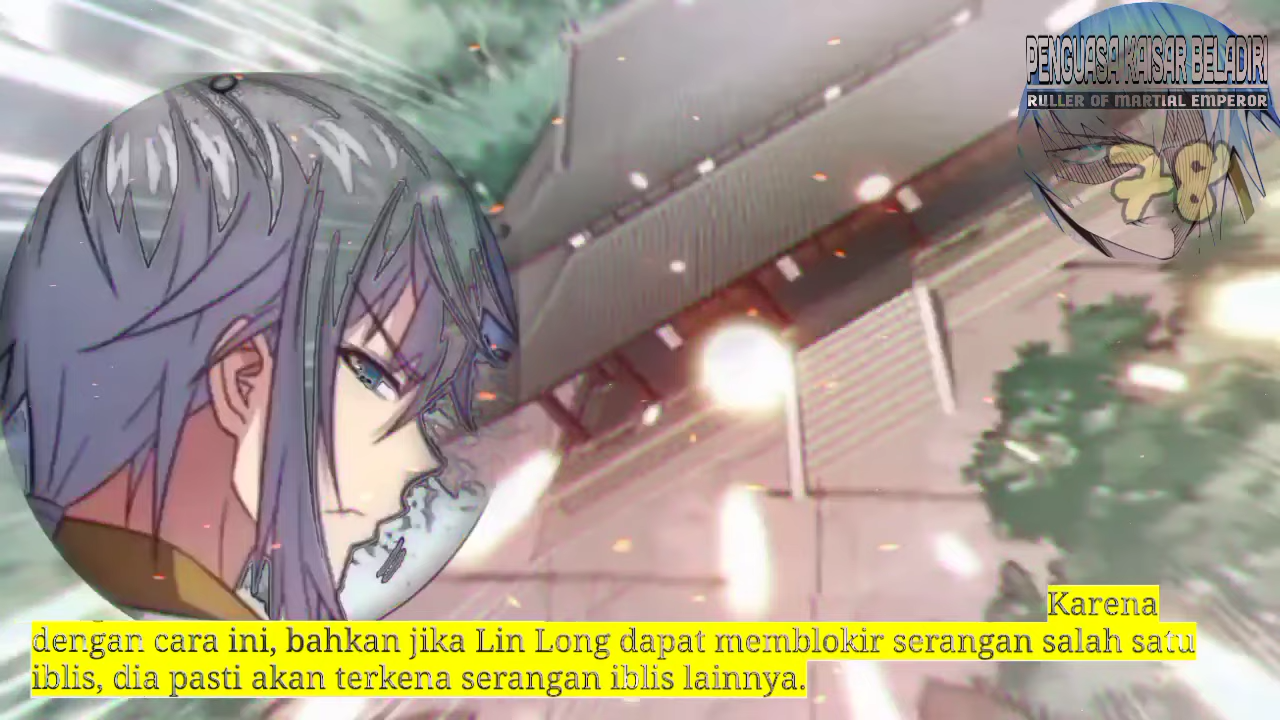 PENGUASA KAISAR BELADIRI
RULLER OF MARTIAL EMPEROR
Karena
dengan cara ini, bahkan jika Lin Long dapat memblokir serangan salah satu
iblis, dia pasti akan terkena serangan iblis lainnya.